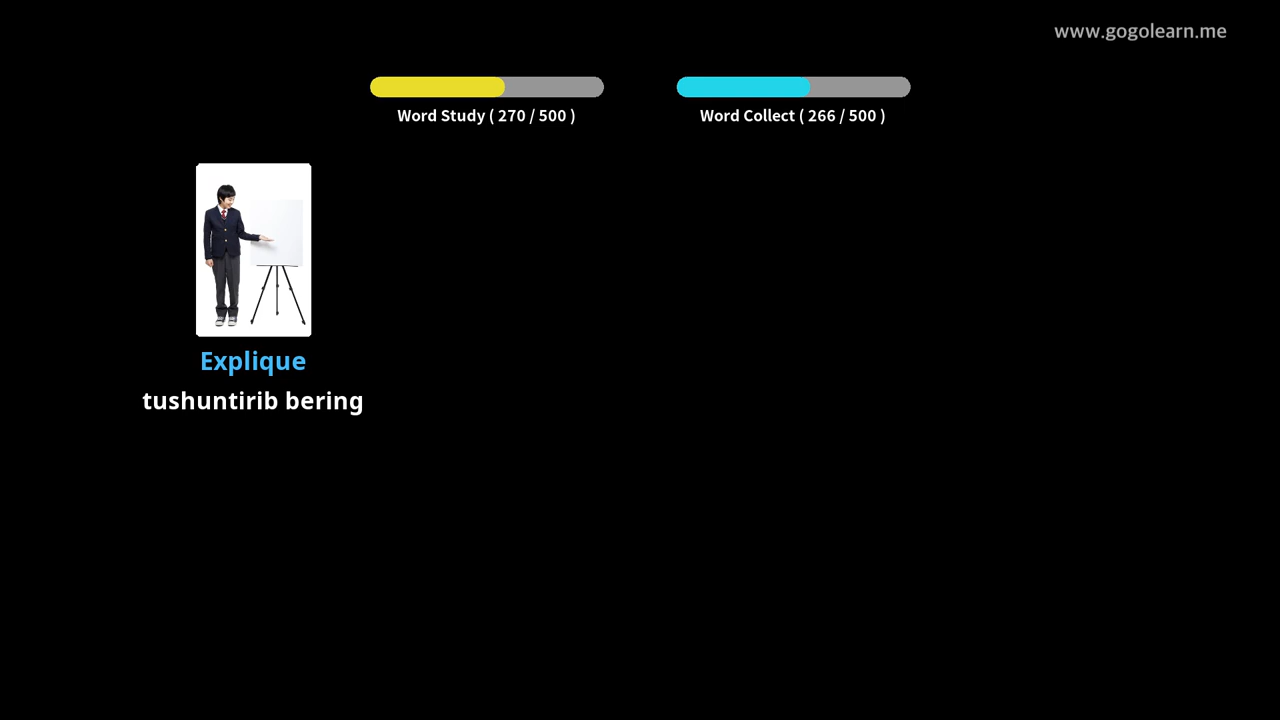 www.gogolearn.me
Word Study ( 270 / 500 )
Word Collect ( 266 / 500 )
Explique
tushuntirib bering